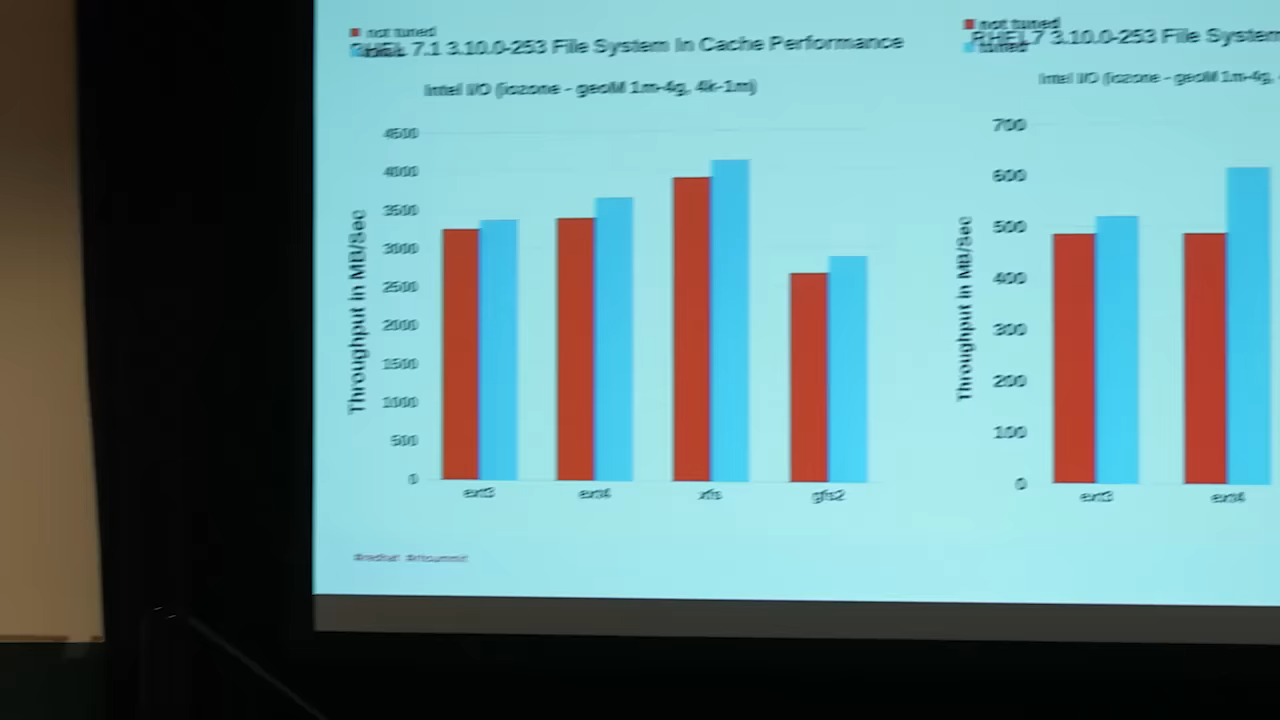 not tuned
RHEL 7.1 3.10.0-253 File System In Cache Performance
Intel I/O (iozone - geoM 1m-4g, 4k-1m)
4500
4000
3500
3000
2500
2000
1500
1000
500
0
Throughput in MB/Sec
ext3
ext4
xfs
gfs2
#redhat #rhsummit
not tuned
RHEL7 3.10.0-253 File System
tuned
Intel I/O (iozone - geoM 1m-4g,
700
600
500
400
300
200
100
0
Throughput in MB/Sec
ext3
ext4